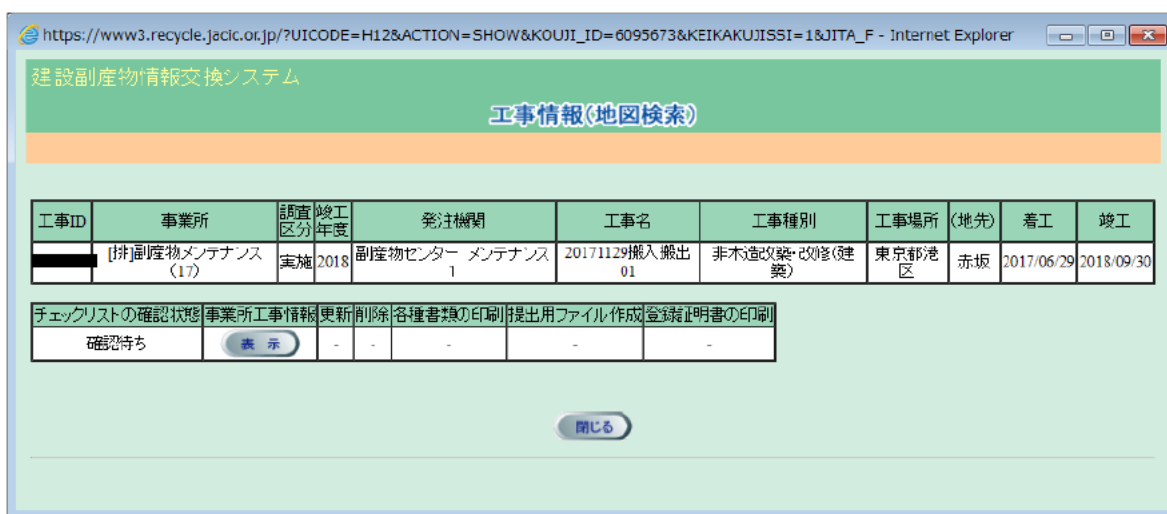 https://www3.recycle.jacic.or.jp/?UICODE=H12&ACTION=SHOW&KOUJI_ID=6095673&KEIKAKUJISSI=1&JITA_F - Internet Explorer
建設副産物情報交換システム
工事情報(地図検索)
工事ID 事業所 調査区分 竣工年度 発注機関 工事名 工事種別 工事場所 (地先) 着工 竣工
[排]副産物メンテナンス(17) 実施 2018 副産物センター メンテナンス1 20171129搬入搬出01 非木造改築・改修(建築) 東京都港区 赤坂 2017/06/29 2018/09/30
チェックリストの確認状態 事業所工事情報 更新 削除 各種書類の印刷 提出用ファイル作成 登録証明書の印刷
確認待ち 表示 - - - - -
閉じる